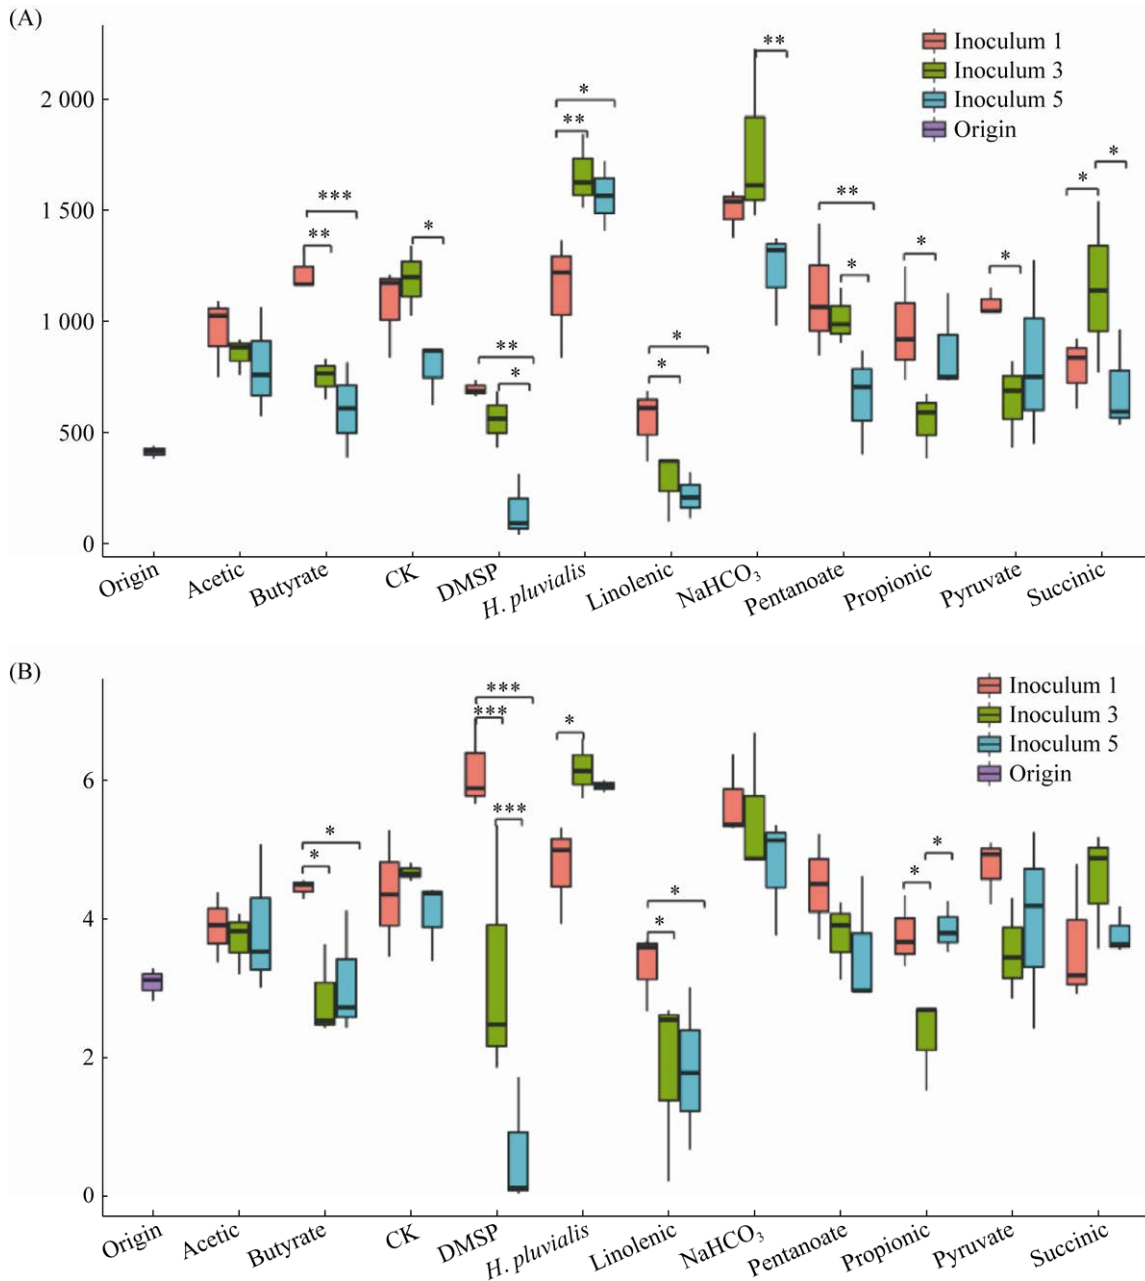 (A)
Inoculum 1
Inoculum 3
Inoculum 5
Origin
2 000
1 500
1 000
500
0
**
*
**
***
**
*
**
*
*
*
**
*
*
*
*
*
Origin
Acetic
Butyrate
CK
DMSP
H. pluvialis
Linolenic
NaHCO₃
Pentanoate
Propionic
Pyruvate
Succinic
(B)
Inoculum 1
Inoculum 3
Inoculum 5
Origin
6
4
2
0
***
***
*
***
*
*
*
*
*
*
Origin
Acetic
Butyrate
CK
DMSP
H. pluvialis
Linolenic
NaHCO₃
Pentanoate
Propionic
Pyruvate
Succinic